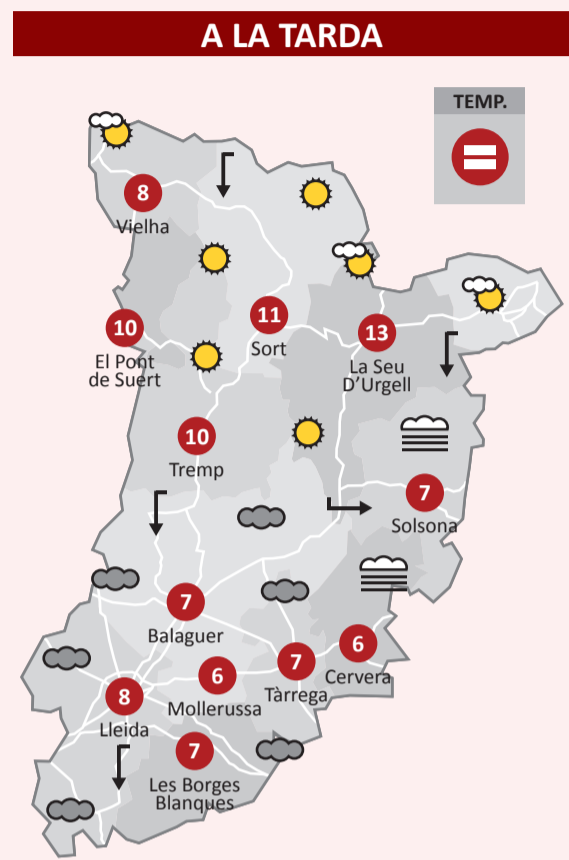 A LA TARDA
TEMP.
8
Vielha
11
Sort
10
El Pont
de Suert
13
La Seu
D'Urgell
10
Tremp
7
Solsona
7
Balaguer
6
Cervera
7
Tàrrega
6
Mollerussa
8
Lleida
7
Les Borges
Blanques